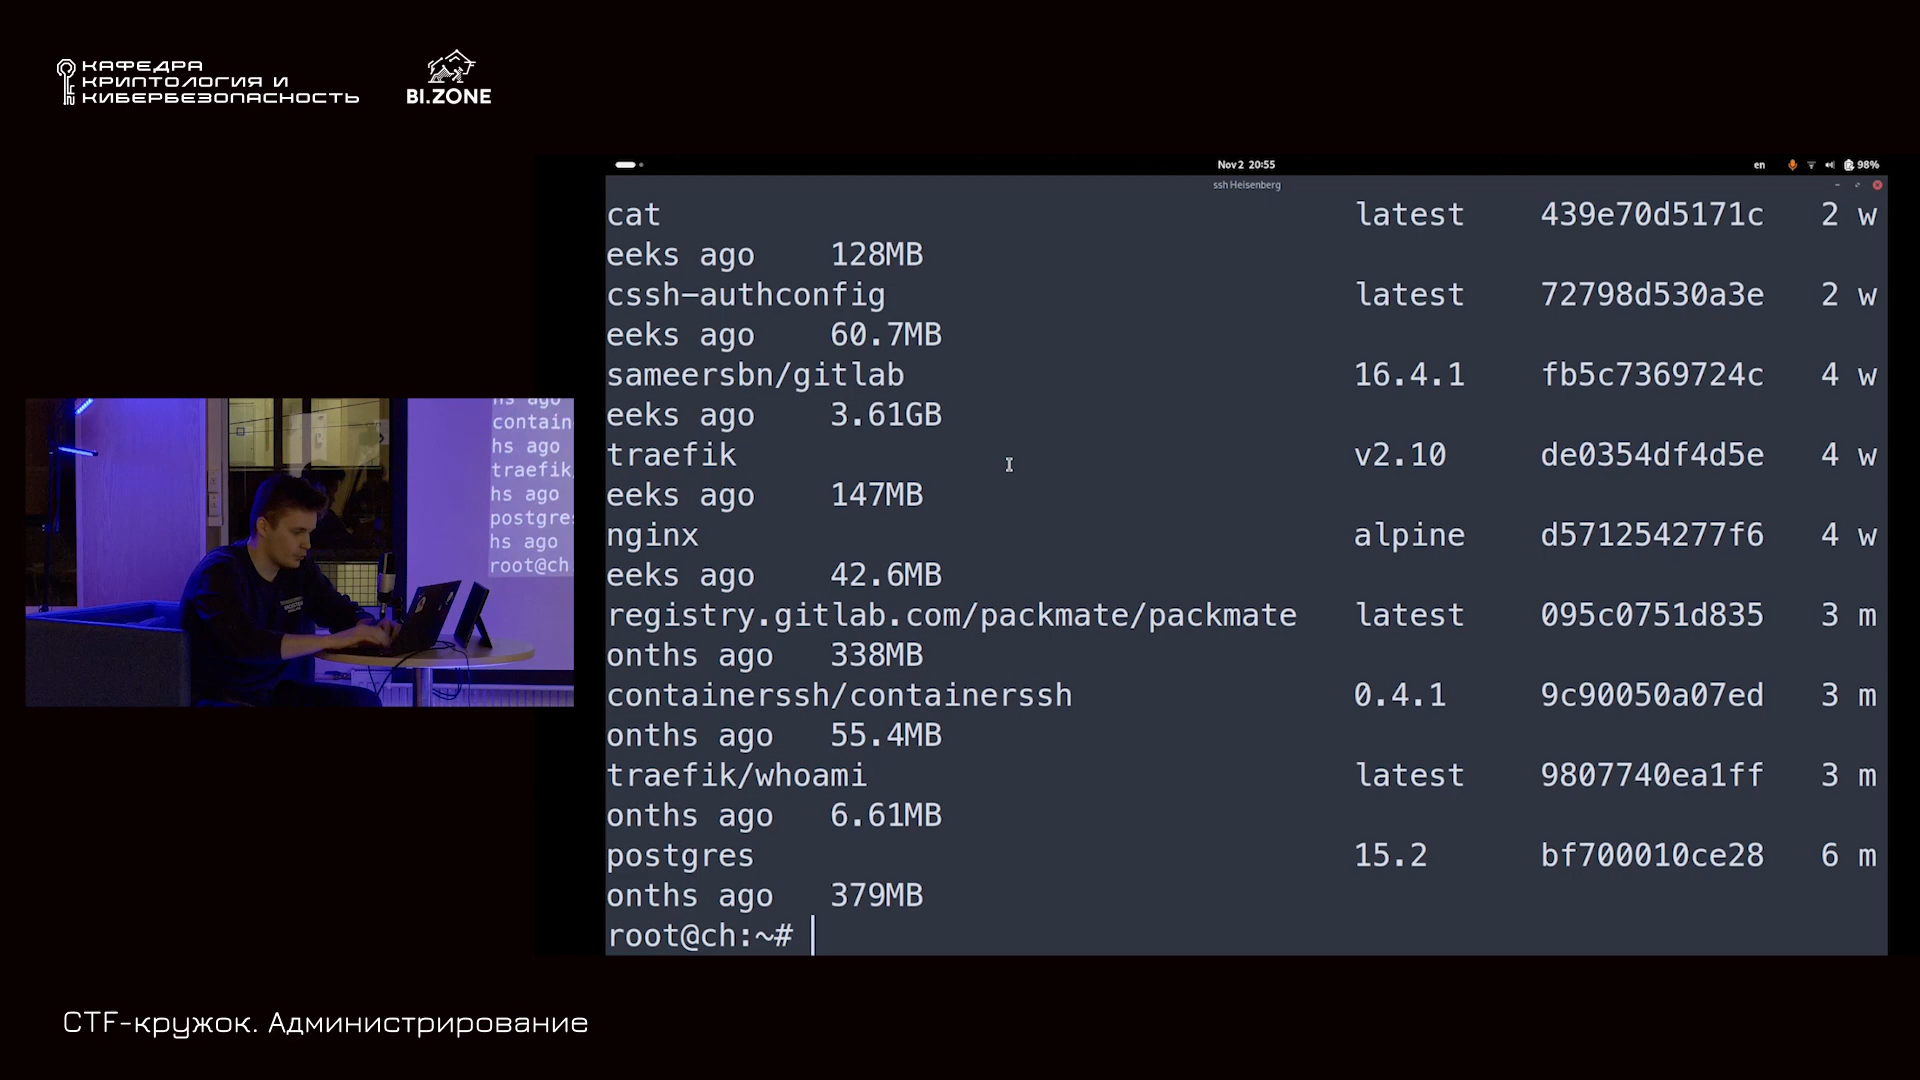 КАФЕДРА
КРИПТОЛОГИЯ И
КИБЕРБЕЗОПАСНОСТЬ
BI.ZONE
Nov 2 20:55
en
98%
ssh Heisenberg
cat latest 439e70d5171c 2 w
eeks ago 128MB
cssh-authconfig latest 72798d530a3e 2 w
eeks ago 60.7MB
sameersbn/gitlab 16.4.1 fb5c7369724c 4 w
eeks ago 3.61GB
traefik v2.10 de0354df4d5e 4 w
eeks ago 147MB
nginx alpine d571254277f6 4 w
eeks ago 42.6MB
registry.gitlab.com/packmate/packmate latest 095c0751d835 3 m
onths ago 338MB
containerssh/containerssh 0.4.1 9c90050a07ed 3 m
onths ago 55.4MB
traefik/whoami latest 9807740ea1ff 3 m
onths ago 6.61MB
postgres 15.2 bf700010ce28 6 m
onths ago 379MB
root@ch:~#
hs ago
contain
hs ago
traefik
hs ago
postgres
hs ago
root@ch
CTF-кружок. Администрирование